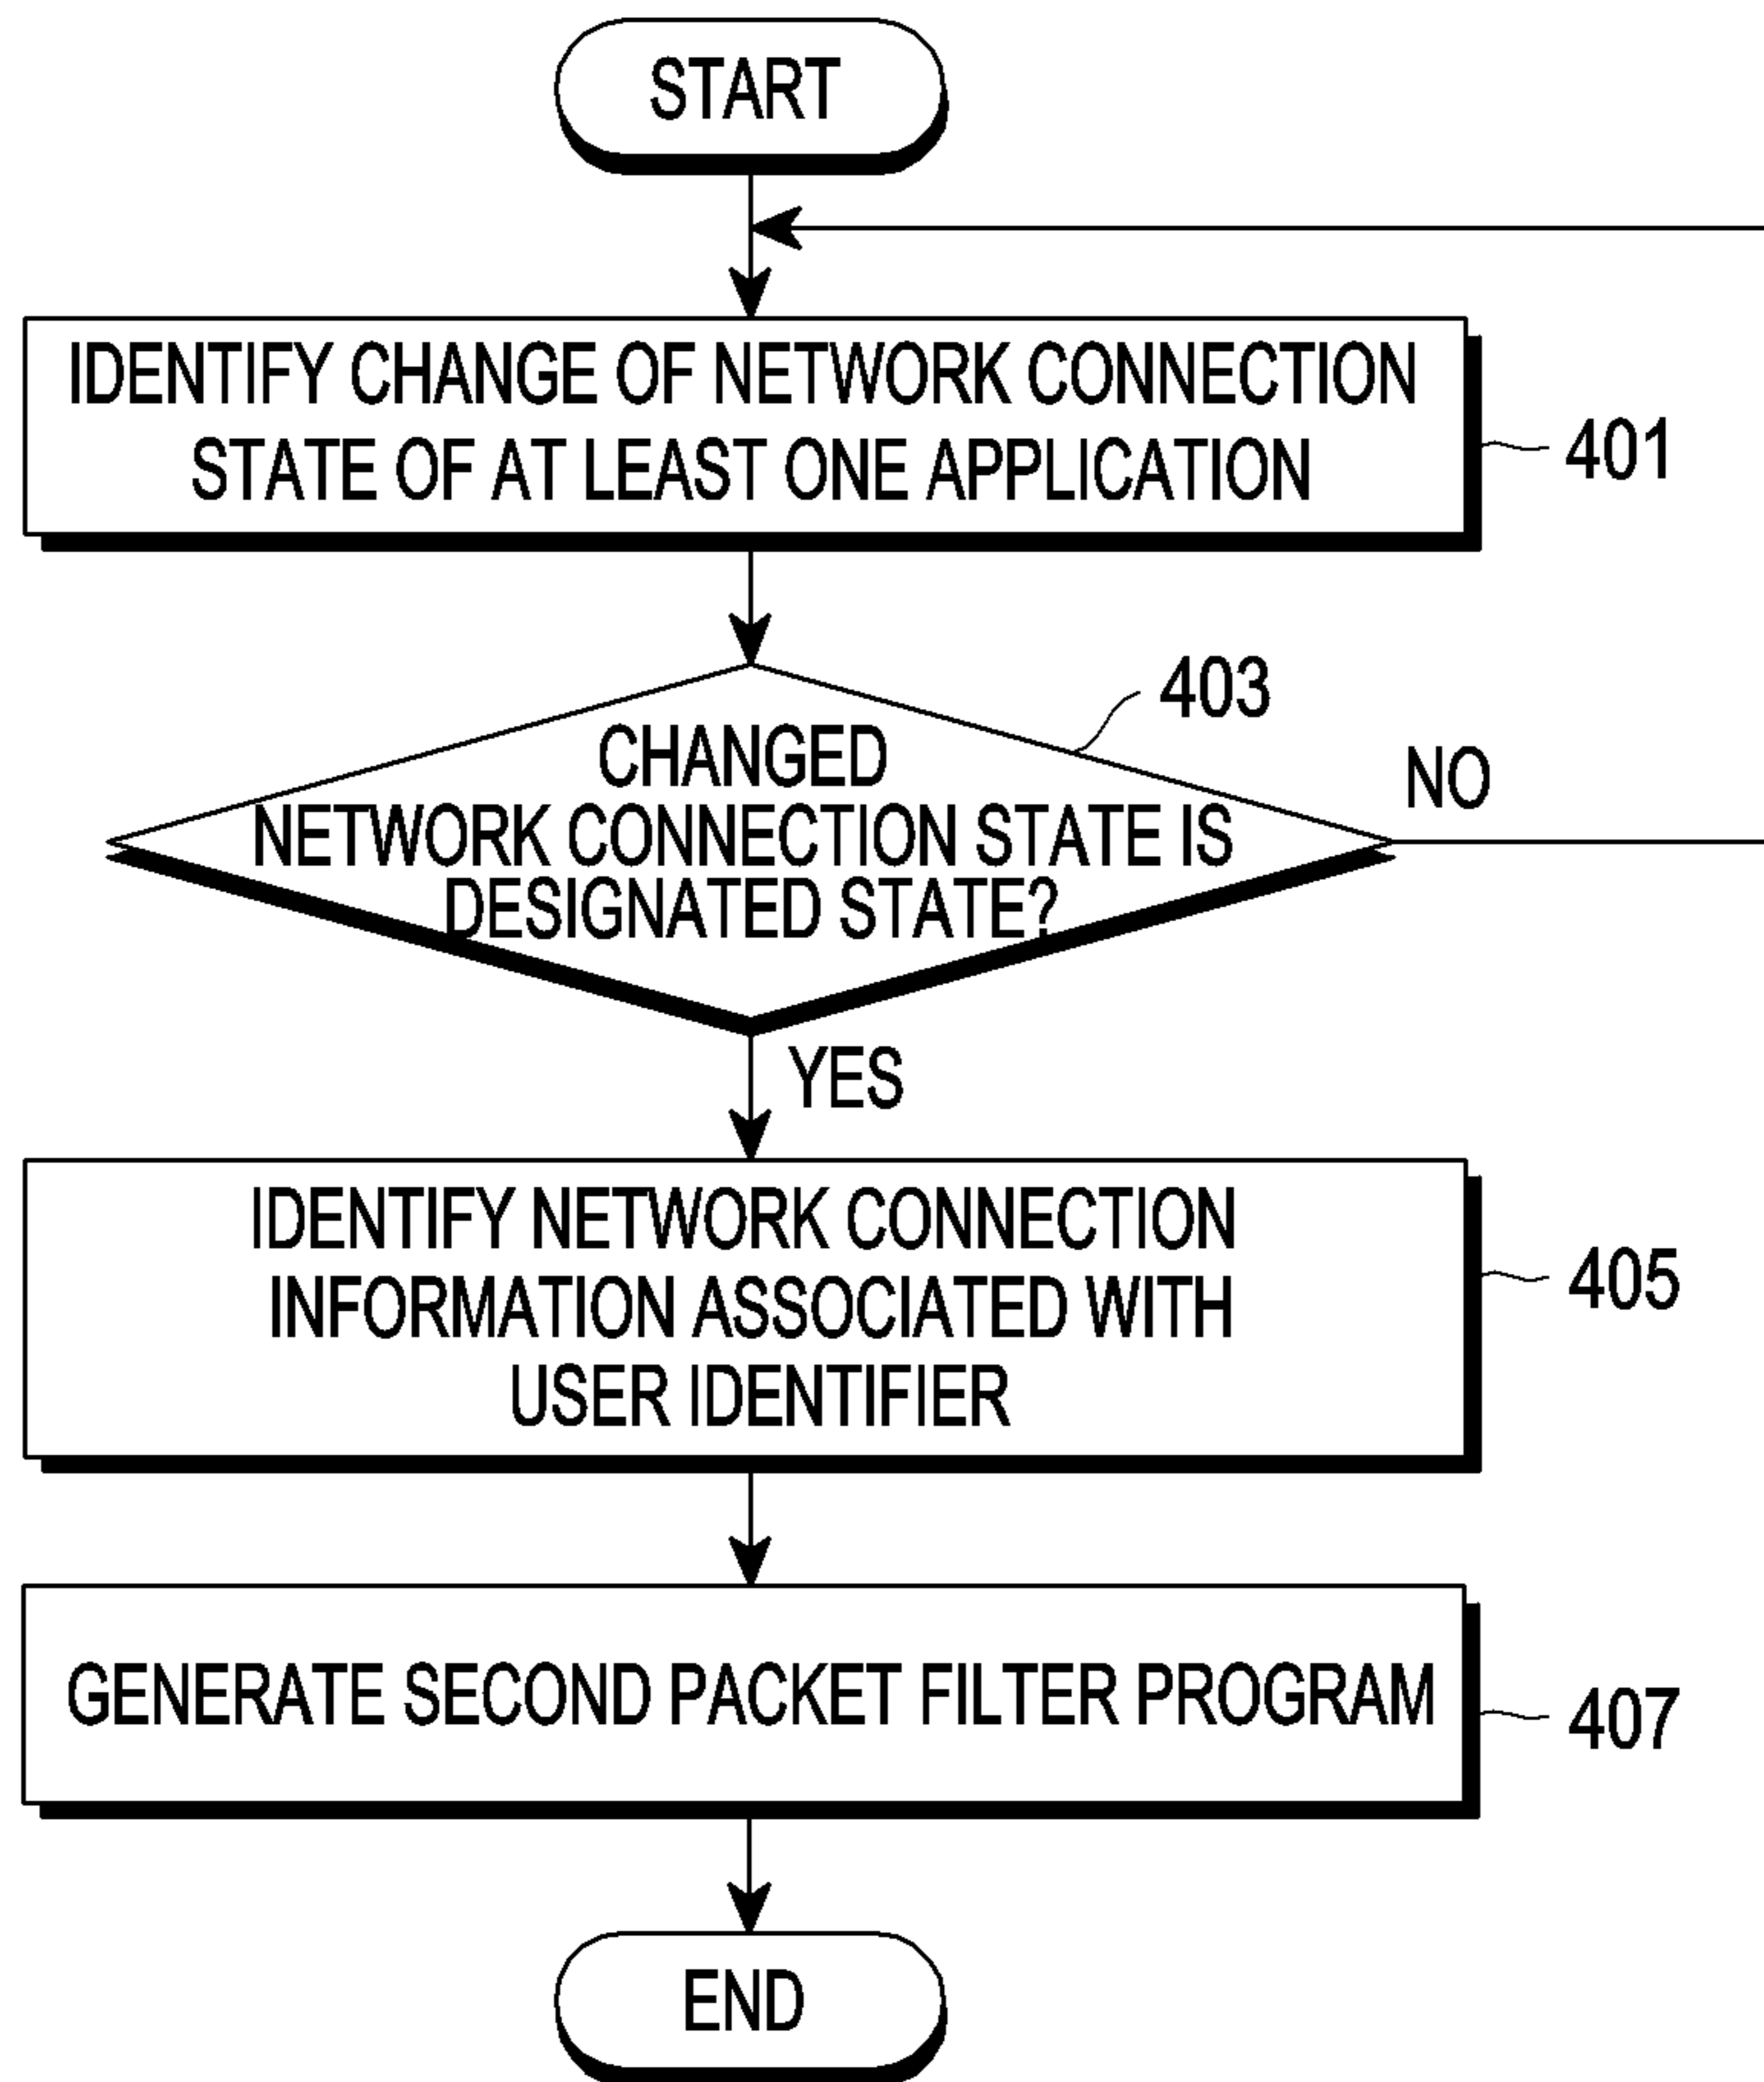 START
IDENTIFY CHANGE OF NETWORK CONNECTION
STATE OF AT LEAST ONE APPLICATION
401
403
CHANGED
NETWORK CONNECTION STATE IS
DESIGNATED STATE?
NO
YES
IDENTIFY NETWORK CONNECTION
INFORMATION ASSOCIATED WITH
USER IDENTIFIER
405
GENERATE SECOND PACKET FILTER PROGRAM
407
END